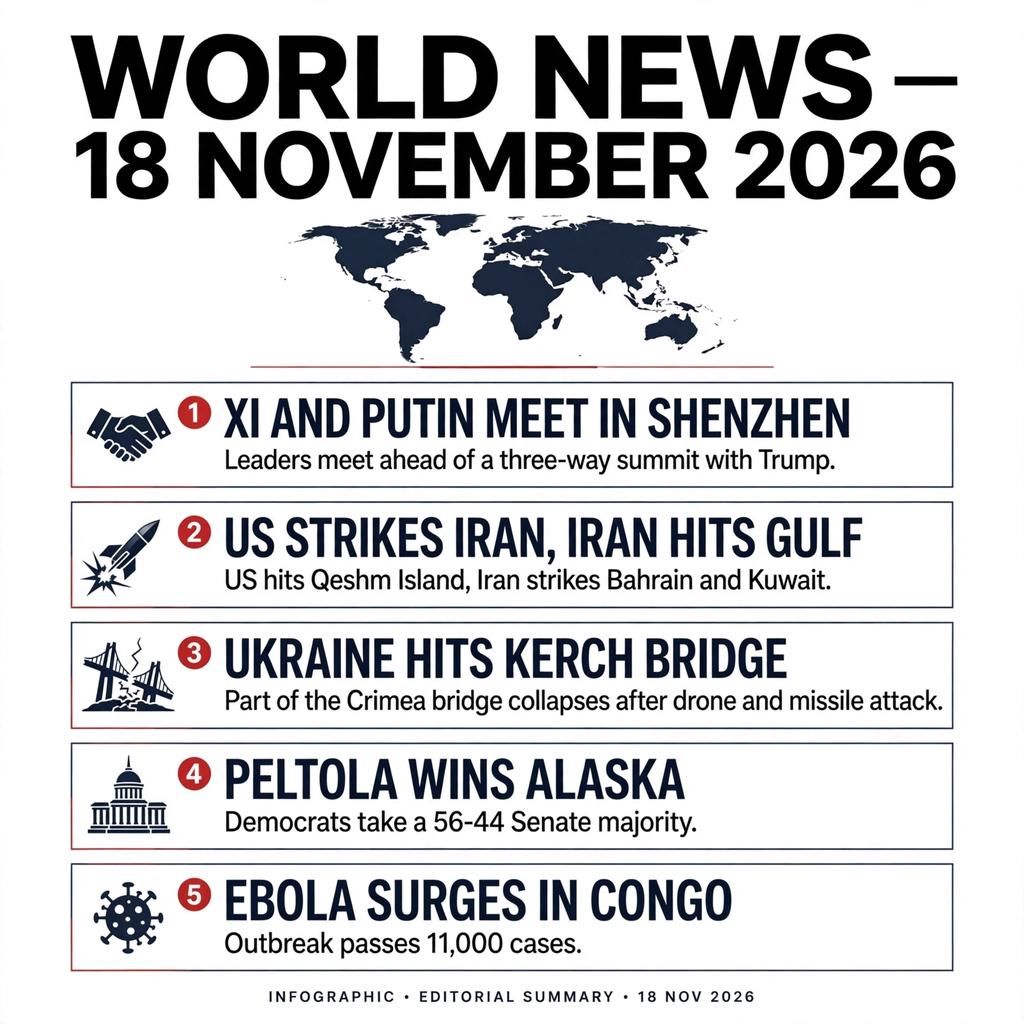 WORLD NEWS —
18 NOVEMBER 2026
1 XI AND PUTIN MEET IN SHENZHEN
Leaders meet ahead of a three-way summit with Trump.
2 US STRIKES IRAN, IRAN HITS GULF
US hits Qeshm Island, Iran strikes Bahrain and Kuwait.
3 UKRAINE HITS KERCH BRIDGE
Part of the Crimea bridge collapses after drone and missile attack.
4 PELTOLA WINS ALASKA
Democrats take a 56-44 Senate majority.
5 EBOLA SURGES IN CONGO
Outbreak passes 11,000 cases.
INFOGRAPHIC • EDITORIAL SUMMARY • 18 NOV 2026